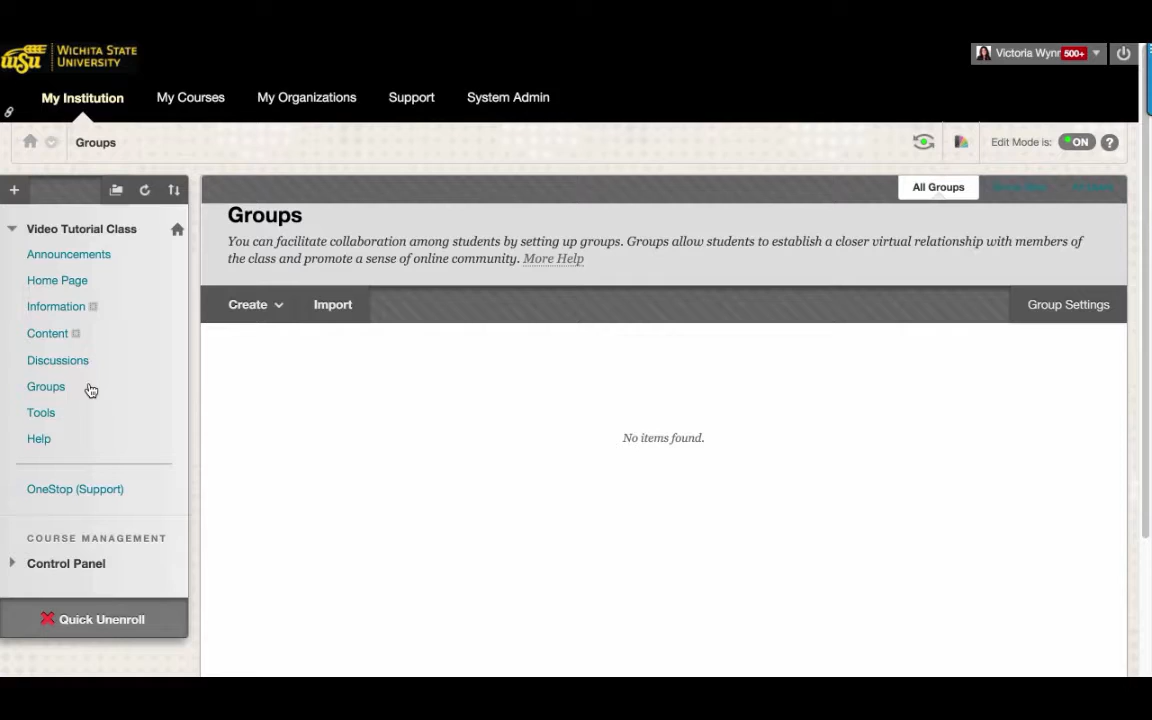 WSU
WICHITA STATE
UNIVERSITY
Victoria Wynn 500+
My Institution My Courses My Organizations Support System Admin
Groups
Edit Mode is: ON ?
All Groups
Groups
You can facilitate collaboration among students by setting up groups. Groups allow students to establish a closer virtual relationship with members of
the class and promote a sense of online community. More Help
Create Import Group Settings
No items found.
Video Tutorial Class
Announcements
Home Page
Information
Content
Discussions
Groups
Tools
Help
OneStop (Support)
COURSE MANAGEMENT
Control Panel
Quick Unenroll